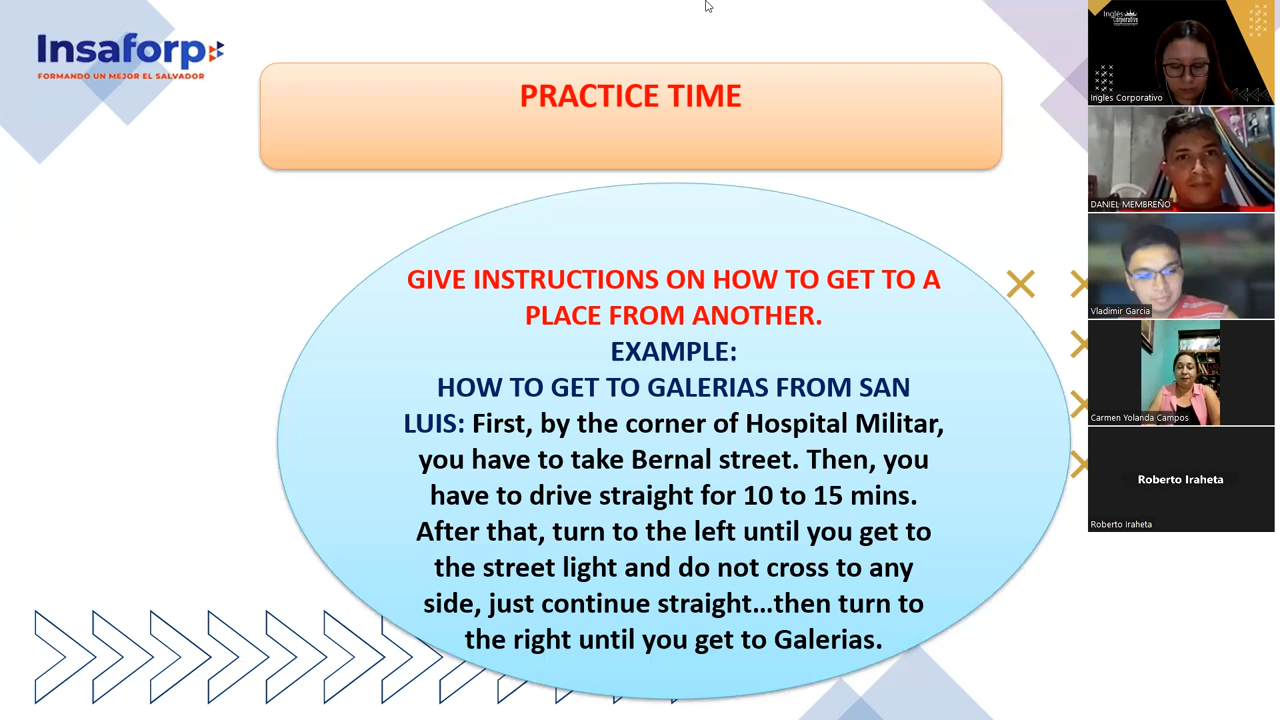 Insaforp
FORMANDO UN MEJOR EL SALVADOR
PRACTICE TIME
GIVE INSTRUCTIONS ON HOW TO GET TO A
PLACE FROM ANOTHER.
EXAMPLE:
HOW TO GET TO GALERIAS FROM SAN
LUIS: First, by the corner of Hospital Militar,
you have to take Bernal street. Then, you
have to drive straight for 10 to 15 mins.
After that, turn to the left until you get to
the street light and do not cross to any
side, just continue straight...then turn to
the right until you get to Galerias.
Inglés
Corporativo
Ingles Corporativo
DANIEL MEMBREÑO
Vladimir Garcia
Carmen Yolanda Campos
Roberto Iraheta
Roberto Iraheta